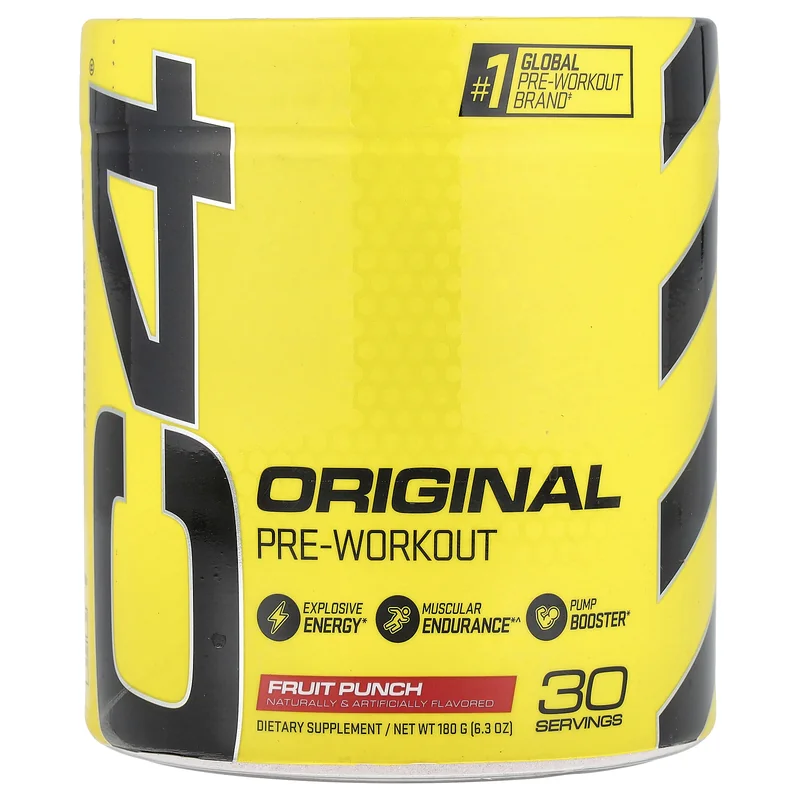 C4
®
#1 GLOBAL
PRE-WORKOUT
BRAND‡
ORIGINAL
PRE-WORKOUT
EXPLOSIVE
ENERGY*
MUSCULAR
ENDURANCE*^
PUMP
BOOSTER*
FRUIT PUNCH
NATURALLY & ARTIFICIALLY FLAVORED
30
SERVINGS
DIETARY SUPPLEMENT / NET WT 180 G (6.3 OZ)